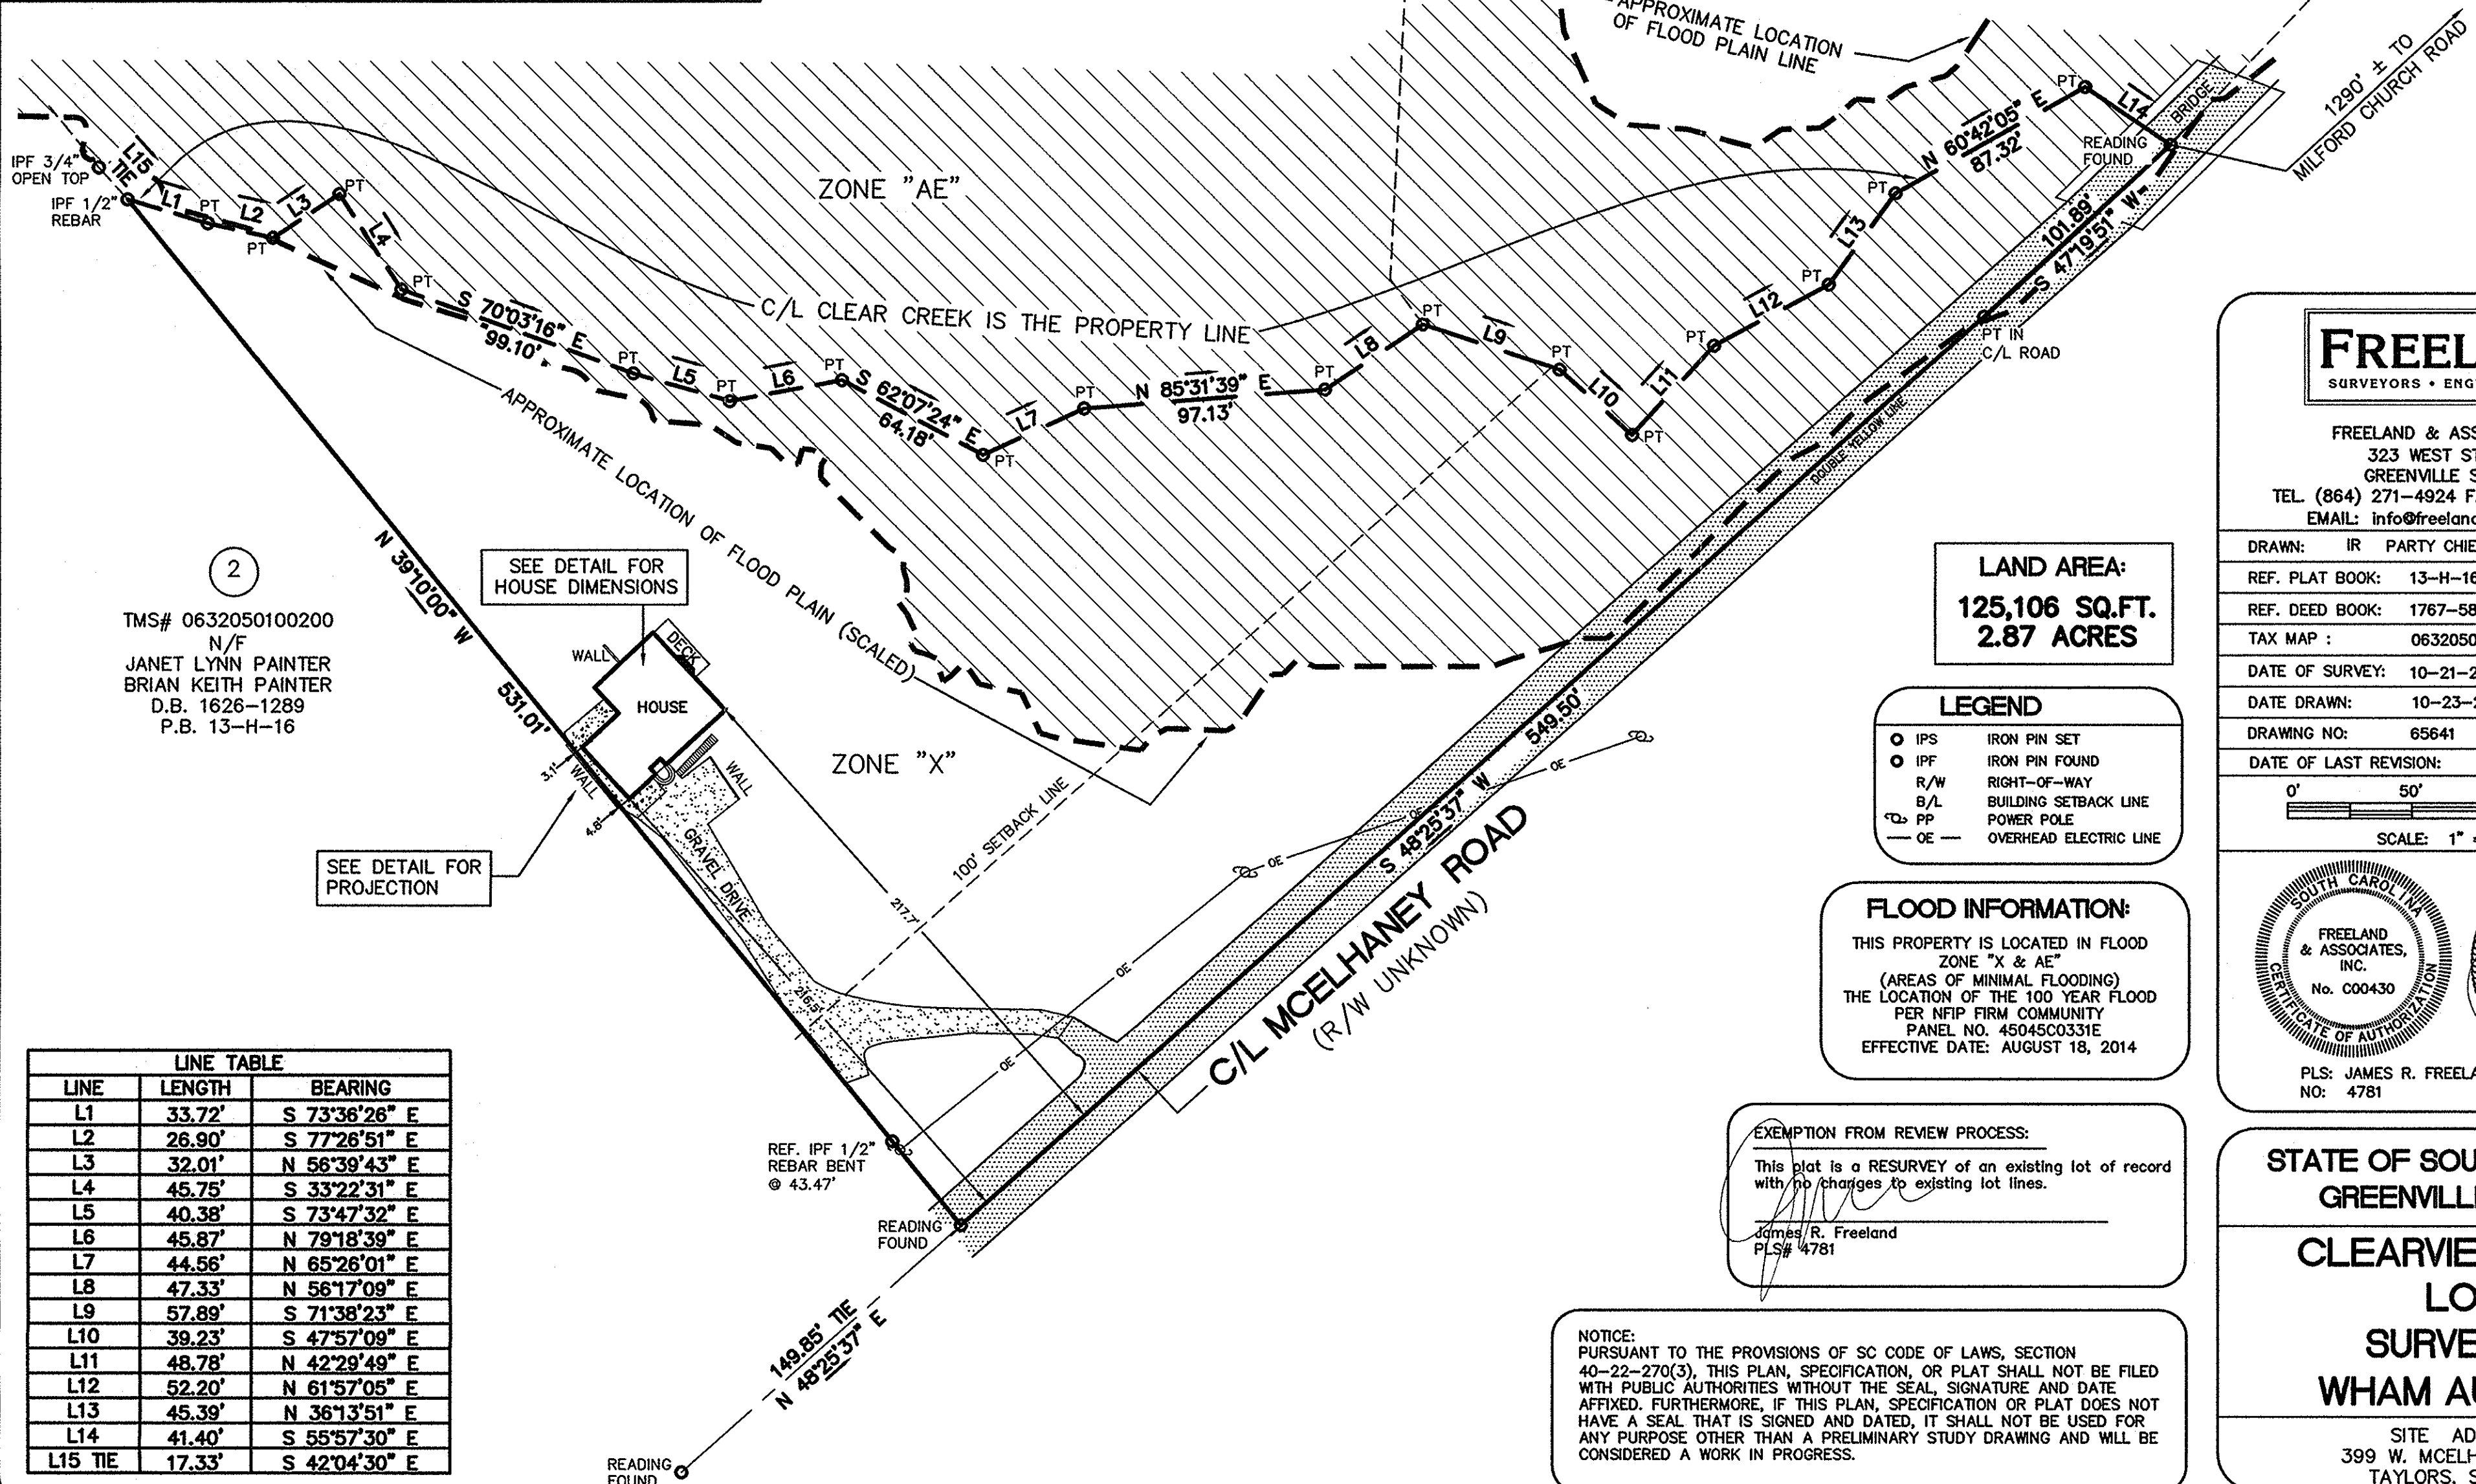 APPROXIMATE LOCATION
OF FLOOD PLAIN LINE
1290' ± TO
MILFORD CHURCH ROAD
IPF 3/4"
OPEN TOP
L15
TIE
IPF 1/2"
REBAR
L1
PT
L2
PT
L3
PT
L4
PT
ZONE "AE"
S 70°03'16" E
99.10'
PT
L5
PT
L6
PT
S 62°07'24" E
64.18'
PT
L7
PT
N 85°31'39" E
97.13'
L8
PT
L9
PT
L10
PT
L11
PT
L12
PT
L13
PT
N 60°42'05" E
87.32'
PT
L14
BRIDGE
READING
FOUND
101.89'
S 47°19'51" W
PT IN
C/L ROAD
DOUBLE YELLOW LINE
C/L CLEAR CREEK IS THE PROPERTY LINE
APPROXIMATE LOCATION OF FLOOD PLAIN (SCALED)
N 39°10'00" W
531.01'
2
TMS# 0632050100200
N/F
JANET LYNN PAINTER
BRIAN KEITH PAINTER
D.B. 1626-1289
P.B. 13-H-16
SEE DETAIL FOR
HOUSE DIMENSIONS
WALL
DECK
HOUSE
3.1'
WALL
4.8'
WALL
SEE DETAIL FOR
PROJECTION
GRAVEL DRIVE
ZONE "X"
100' SETBACK LINE
217.7'
216.5'
OE
OE
OE
OE
OE
549.50'
S 48°25'37" W
C/L MCELHANEY ROAD
(R/W UNKNOWN)
REF. IPF 1/2"
REBAR BENT
@ 43.47'
READING
FOUND
149.85' TIE
N 48°25'37" E
READING
FOUND
LINE TABLE
LINE LENGTH BEARING
L1 33.72' S 73°36'26" E
L2 26.90' S 77°26'51" E
L3 32.01' N 56°39'43" E
L4 45.75' S 33°22'31" E
L5 40.38' S 73°47'32" E
L6 45.87' N 79°18'39" E
L7 44.56' N 65°26'01" E
L8 47.33' N 56°17'09" E
L9 57.89' S 71°38'23" E
L10 39.23' S 47°57'09" E
L11 48.78' N 42°29'49" E
L12 52.20' N 61°57'05" E
L13 45.39' N 36°13'51" E
L14 41.40' S 55°57'30" E
L15 TIE 17.33' S 42°04'30" E
LAND AREA:
125,106 SQ.FT.
2.87 ACRES
LEGEND
IPS IRON PIN SET
IPF IRON PIN FOUND
R/W RIGHT-OF-WAY
B/L BUILDING SETBACK LINE
PP POWER POLE
— OE — OVERHEAD ELECTRIC LINE
FLOOD INFORMATION:
THIS PROPERTY IS LOCATED IN FLOOD
ZONE "X & AE"
(AREAS OF MINIMAL FLOODING)
THE LOCATION OF THE 100 YEAR FLOOD
PER NFIP FIRM COMMUNITY
PANEL NO. 45045C0331E
EFFECTIVE DATE: AUGUST 18, 2014
EXEMPTION FROM REVIEW PROCESS:
This plat is a RESURVEY of an existing lot of record
with no changes to existing lot lines.
James R. Freeland
PLS# 4781
NOTICE:
PURSUANT TO THE PROVISIONS OF SC CODE OF LAWS, SECTION
40-22-270(3), THIS PLAN, SPECIFICATION, OR PLAT SHALL NOT BE FILED
WITH PUBLIC AUTHORITIES WITHOUT THE SEAL, SIGNATURE AND DATE
AFFIXED. FURTHERMORE, IF THIS PLAN, SPECIFICATION OR PLAT DOES NOT
HAVE A SEAL THAT IS SIGNED AND DATED, IT SHALL NOT BE USED FOR
ANY PURPOSE OTHER THAN A PRELIMINARY STUDY DRAWING AND WILL BE
CONSIDERED A WORK IN PROGRESS.
FREEL
SURVEYORS • ENG
FREELAND & ASS
323 WEST ST
GREENVILLE S
TEL. (864) 271-4924 F
EMAIL: info@freelanc
DRAWN: IR PARTY CHIE
REF. PLAT BOOK: 13-H-16
REF. DEED BOOK: 1767-58
TAX MAP : 0632050
DATE OF SURVEY: 10-21-2
DATE DRAWN: 10-23-2
DRAWING NO: 65641
DATE OF LAST REVISION:
0' 50'
SCALE: 1" =
SOUTH CAROLINA
FREELAND
& ASSOCIATES,
INC.
No. C00430
CERTIFICATE OF AUTHORIZATION
PLS: JAMES R. FREELA
NO: 4781
STATE OF SOU
GREENVILLE
CLEARVIE
LO
SURVE
WHAM AU
SITE AD
399 W. MCELH
TAYLORS, S